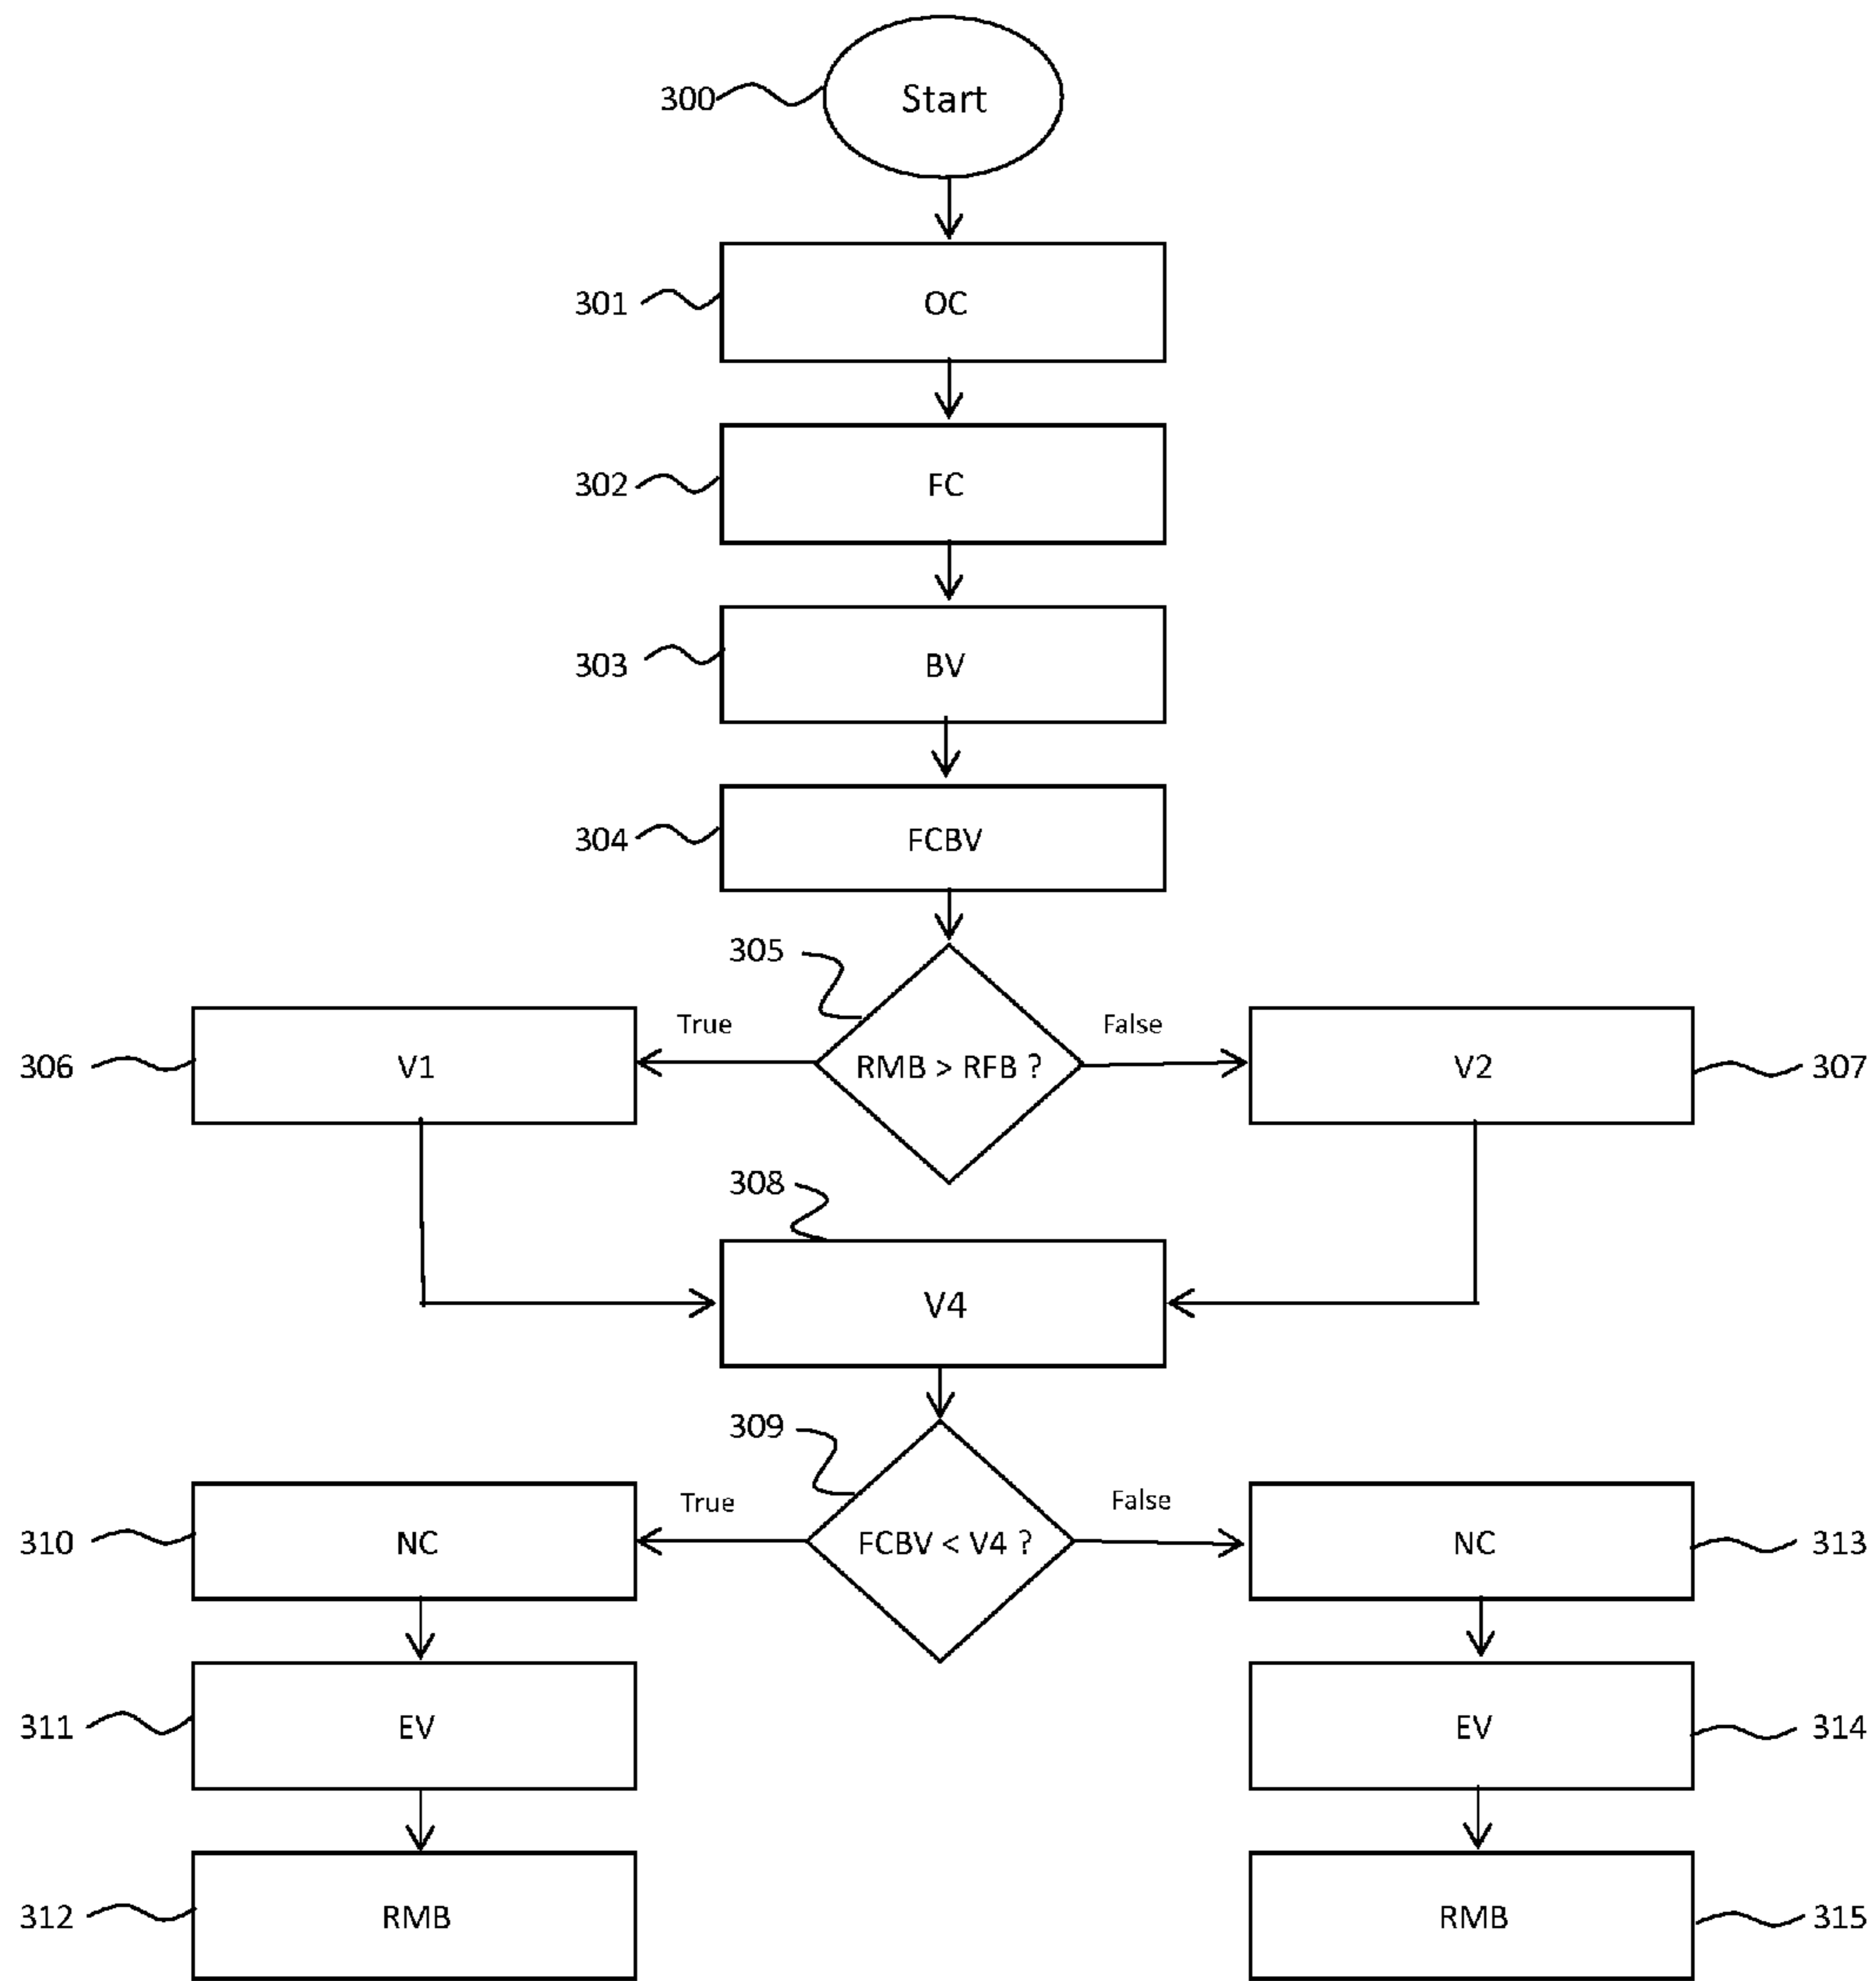 300
Start
301
OC
302
FC
303
BV
304
FCBV
305
True
False
306
V1
RMB > RFB ?
V2
307
308
V4
309
True
False
310
NC
FCBV < V4 ?
NC
313
311
EV
EV
314
312
RMB
RMB
315